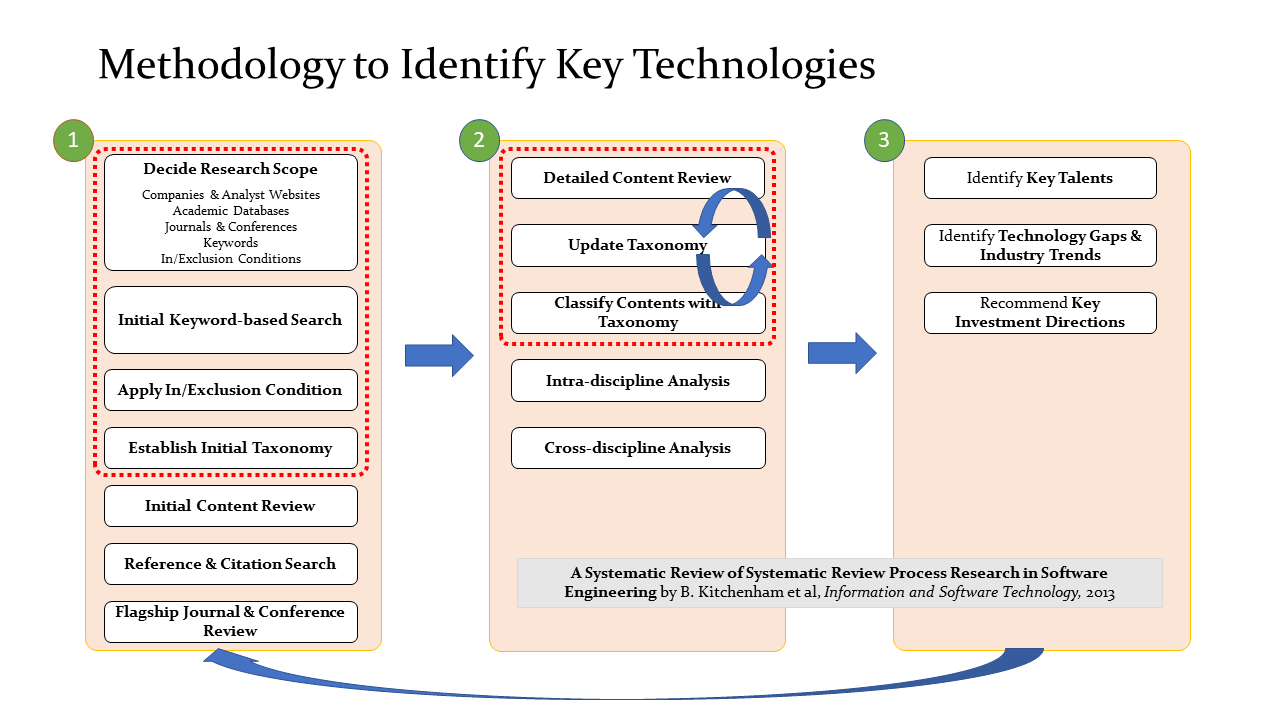 Methodology to Identify Key Technologies
1
Decide Research Scope
Companies & Analyst Websites
Academic Databases
Journals & Conferences
Keywords
In/Exclusion Conditions
Initial Keyword-based Search
Apply In/Exclusion Condition
Establish Initial Taxonomy
Initial Content Review
Reference & Citation Search
Flagship Journal & Conference
Review
2
Detailed Content Review
Update Taxonomy
Classify Contents with
Taxonomy
Intra-discipline Analysis
Cross-discipline Analysis
3
Identify Key Talents
Identify Technology Gaps &
Industry Trends
Recommend Key
Investment Directions
A Systematic Review of Systematic Review Process Research in Software
Engineering by B. Kitchenham et al, Information and Software Technology, 2013